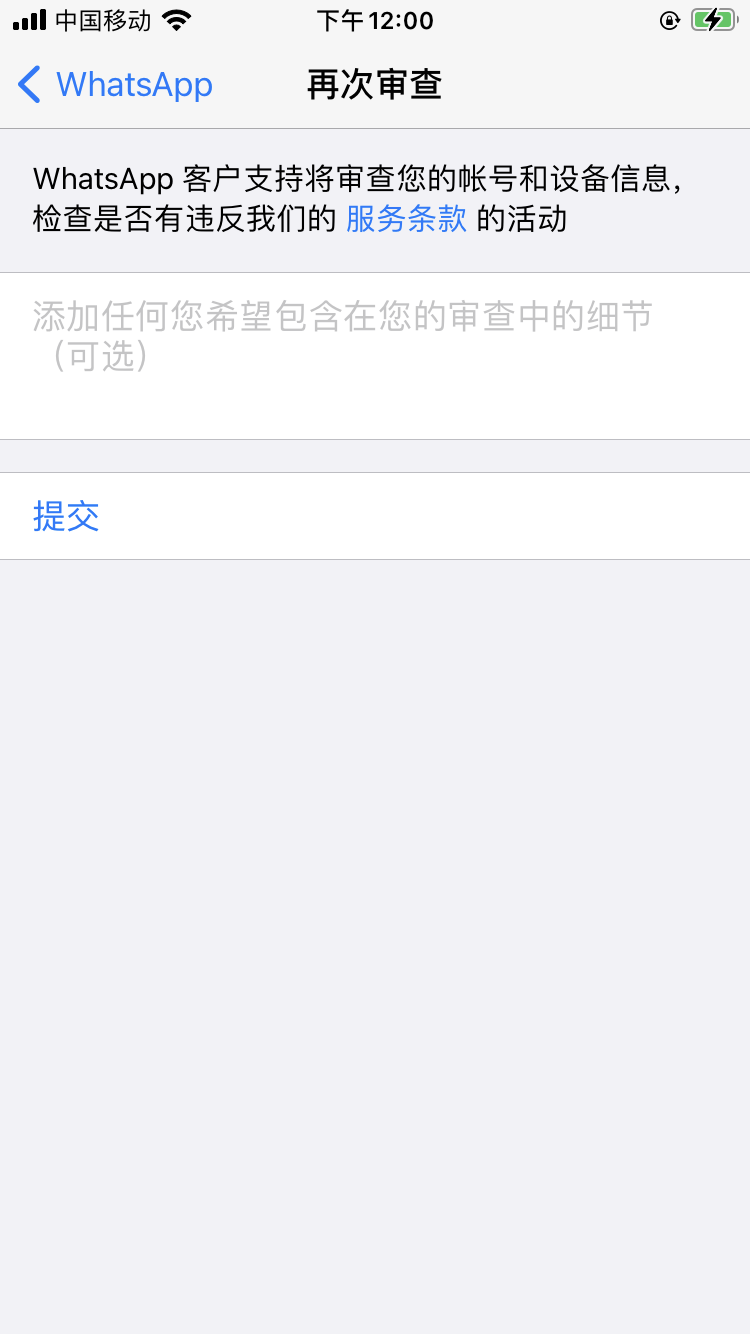 中国移动 下午12:00
WhatsApp 再次审查
WhatsApp 客户支持将审查您的帐号和设备信息，
检查是否有违反我们的 服务条款 的活动
添加任何您希望包含在您的审查中的细节
（可选）
提交